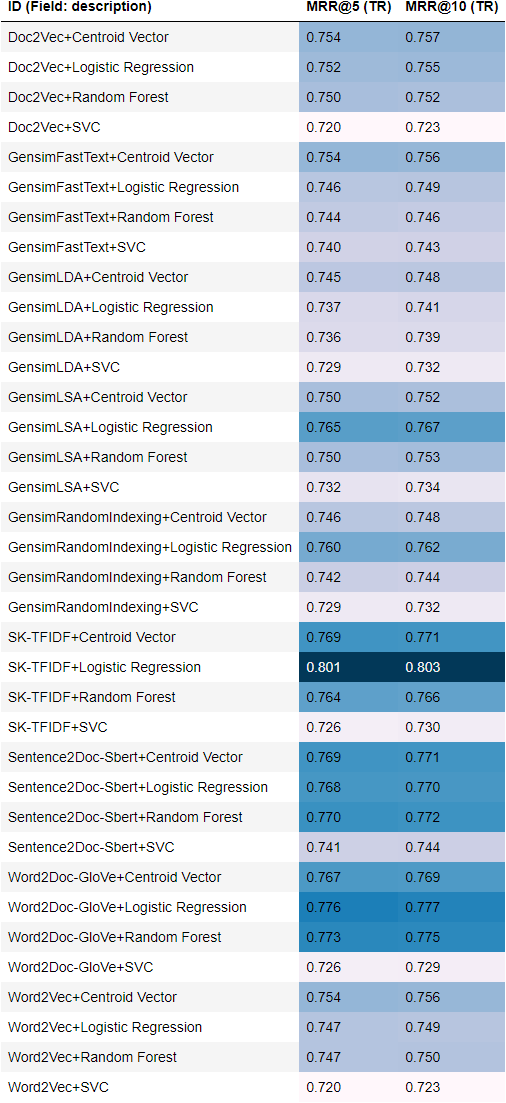 ID (Field: description) MRR@5 (TR) MRR@10 (TR)
Doc2Vec+Centroid Vector 0.754 0.757
Doc2Vec+Logistic Regression 0.752 0.755
Doc2Vec+Random Forest 0.750 0.752
Doc2Vec+SVC 0.720 0.723
GensimFastText+Centroid Vector 0.754 0.756
GensimFastText+Logistic Regression 0.746 0.749
GensimFastText+Random Forest 0.744 0.746
GensimFastText+SVC 0.740 0.743
GensimLDA+Centroid Vector 0.745 0.748
GensimLDA+Logistic Regression 0.737 0.741
GensimLDA+Random Forest 0.736 0.739
GensimLDA+SVC 0.729 0.732
GensimLSA+Centroid Vector 0.750 0.752
GensimLSA+Logistic Regression 0.765 0.767
GensimLSA+Random Forest 0.750 0.753
GensimLSA+SVC 0.732 0.734
GensimRandomIndexing+Centroid Vector 0.746 0.748
GensimRandomIndexing+Logistic Regression 0.760 0.762
GensimRandomIndexing+Random Forest 0.742 0.744
GensimRandomIndexing+SVC 0.729 0.732
SK-TFIDF+Centroid Vector 0.769 0.771
SK-TFIDF+Logistic Regression 0.801 0.803
SK-TFIDF+Random Forest 0.764 0.766
SK-TFIDF+SVC 0.726 0.730
Sentence2Doc-Sbert+Centroid Vector 0.769 0.771
Sentence2Doc-Sbert+Logistic Regression 0.768 0.770
Sentence2Doc-Sbert+Random Forest 0.770 0.772
Sentence2Doc-Sbert+SVC 0.741 0.744
Word2Doc-GloVe+Centroid Vector 0.767 0.769
Word2Doc-GloVe+Logistic Regression 0.776 0.777
Word2Doc-GloVe+Random Forest 0.773 0.775
Word2Doc-GloVe+SVC 0.726 0.729
Word2Vec+Centroid Vector 0.754 0.756
Word2Vec+Logistic Regression 0.747 0.749
Word2Vec+Random Forest 0.747 0.750
Word2Vec+SVC 0.720 0.723